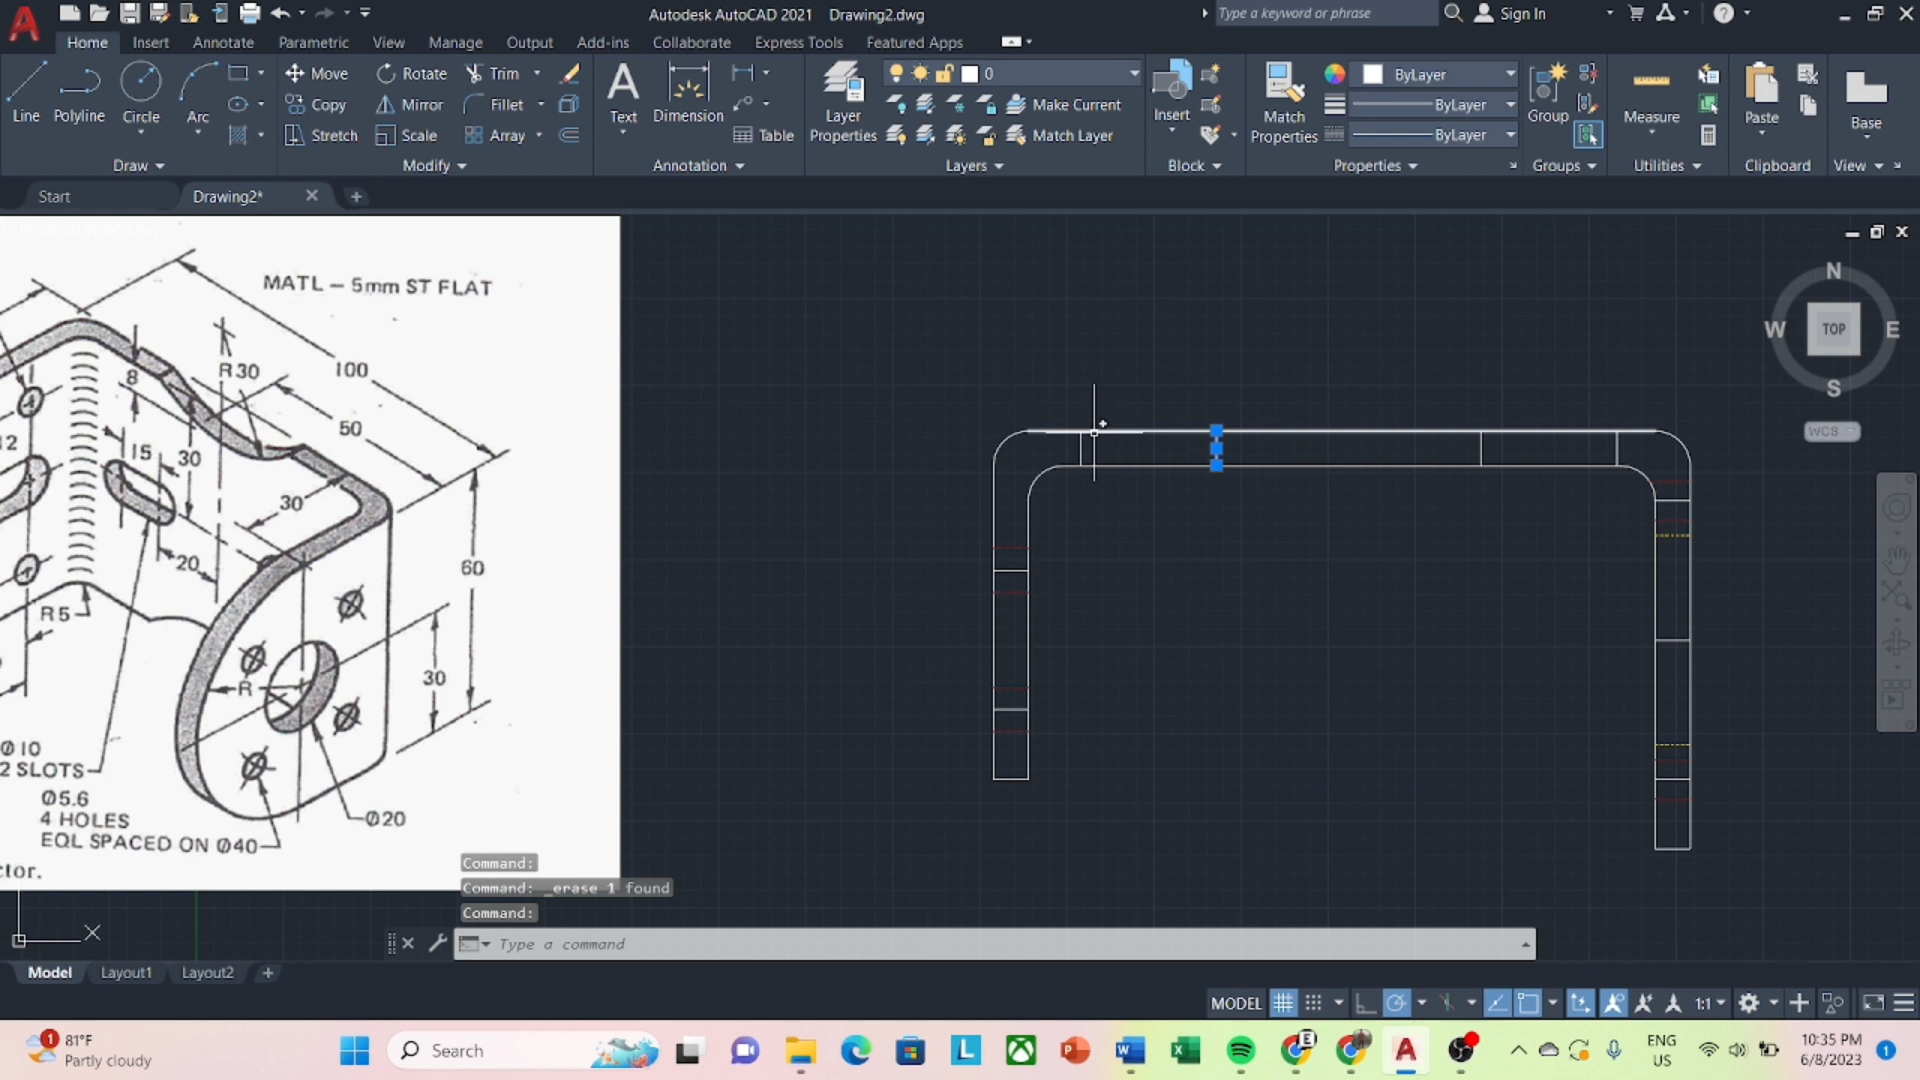 Autodesk AutoCAD 2021 Drawing2.dwg
Type a keyword or phrase
Sign In
Home Insert Annotate Parametric View Manage Output Add-ins Collaborate Express Tools Featured Apps
Line Polyline Circle Arc
Move Rotate Trim
Copy Mirror Fillet
Stretch Scale Array
Text Dimension Table
Layer Properties
0
Make Current
Match Layer
Insert
Match Properties
ByLayer
ByLayer
ByLayer
Group Measure Paste Base
Draw Modify Annotation Layers Block Properties Groups Utilities Clipboard View
Start Drawing2*
MATL – 5mm ST FLAT
8
R30
100
50
12
15
30
30
20
60
R5
30
R
Ø10
2 SLOTS
Ø5.6
4 HOLES
EQL SPACED ON Ø40
Ø20
ctor.
N
W TOP E
S
WCS
Command:
Command: _erase 1 found
Command:
Type a command
Model Layout1 Layout2
MODEL 1:1
81°F
Partly cloudy
Search
ENG
US
10:35 PM
6/8/2023